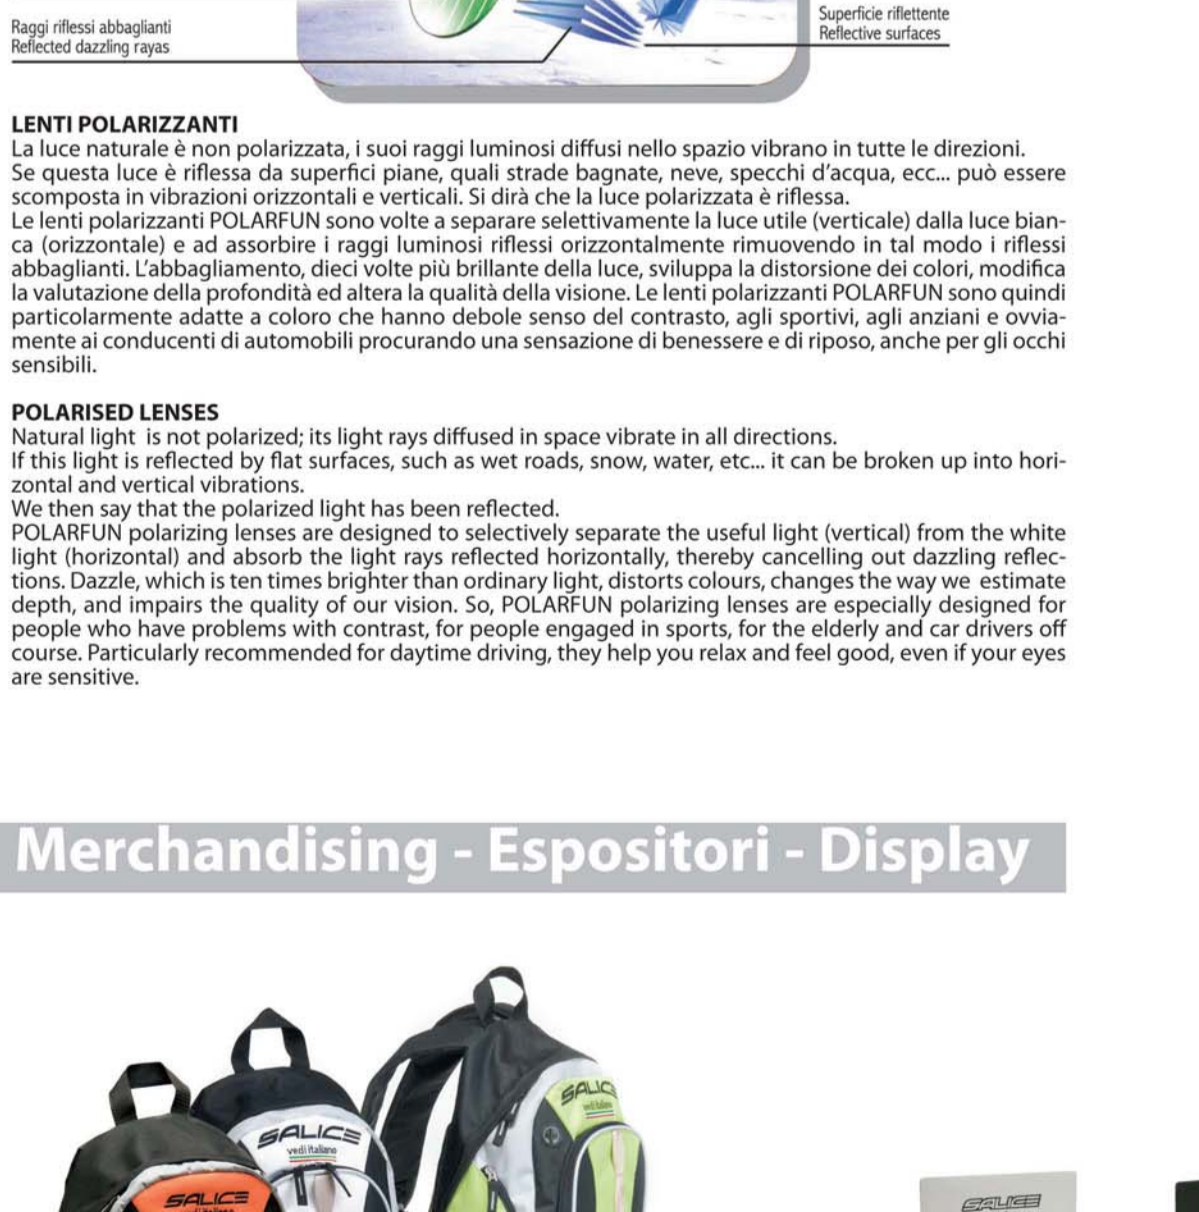 Raggi riflessi abbaglianti
Reflected dazzling rayas
Superficie riflettente
Reflective surfaces
LENTI POLARIZZANTI
La luce naturale è non polarizzata, i suoi raggi luminosi diffusi nello spazio vibrano in tutte le direzioni.
Se questa luce è riflessa da superfici piane, quali strade bagnate, neve, specchi d'acqua, ecc... può essere
scomposta in vibrazioni orizzontali e verticali. Si dirà che la luce polarizzata è riflessa.
Le lenti polarizzanti POLARFUN sono volte a separare selettivamente la luce utile (verticale) dalla luce bian-
ca (orizzontale) e ad assorbire i raggi luminosi riflessi orizzontalmente rimuovendo in tal modo i riflessi
abbaglianti. L'abbagliamento, dieci volte più brillante della luce, sviluppa la distorsione dei colori, modifica
la valutazione della profondità ed altera la qualità della visione. Le lenti polarizzanti POLARFUN sono quindi
particolarmente adatte a coloro che hanno debole senso del contrasto, agli sportivi, agli anziani e ovvia-
mente ai conducenti di automobili procurando una sensazione di benessere e di riposo, anche per gli occhi
sensibili.
POLARISED LENSES
Natural light is not polarized; its light rays diffused in space vibrate in all directions.
If this light is reflected by flat surfaces, such as wet roads, snow, water, etc... it can be broken up into hori-
zontal and vertical vibrations.
We then say that the polarized light has been reflected.
POLARFUN polarizing lenses are designed to selectively separate the useful light (vertical) from the white
light (horizontal) and absorb the light rays reflected horizontally, thereby cancelling out dazzling reflec-
tions. Dazzle, which is ten times brighter than ordinary light, distorts colours, changes the way we estimate
depth, and impairs the quality of our vision. So, POLARFUN polarizing lenses are especially designed for
people who have problems with contrast, for people engaged in sports, for the elderly and car drivers off
course. Particularly recommended for daytime driving, they help you relax and feel good, even if your eyes
are sensitive.
Merchandising - Espositori - Display
SALICE
vedi italiano
SALICE
vedi italiano
SALICE
SALICE